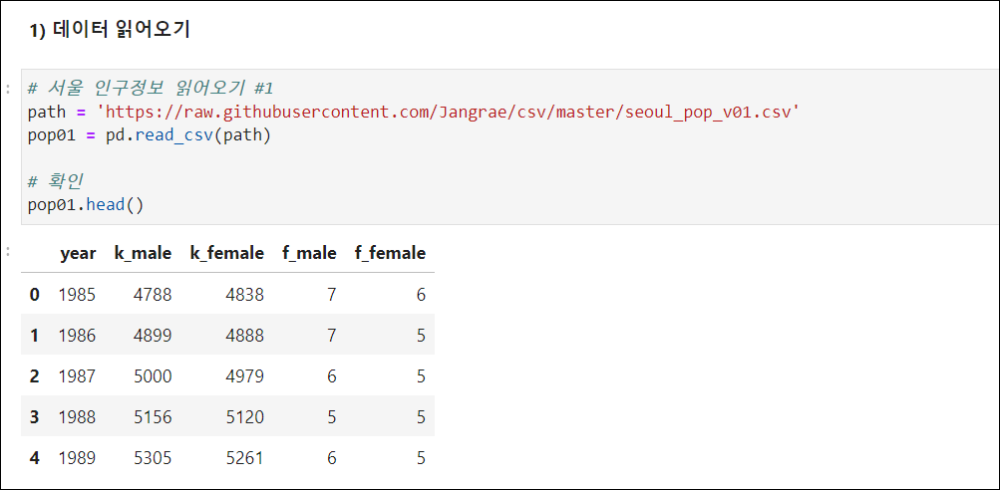 1) 데이터 읽어오기
# 서울 인구정보 읽어오기 #1
path = 'https://raw.githubusercontent.com/Jangrae/csv/master/seoul_pop_v01.csv'
pop01 = pd.read_csv(path)
# 확인
pop01.head()
year k_male k_female f_male f_female
0 1985 4788 4838 7 6
1 1986 4899 4888 7 5
2 1987 5000 4979 6 5
3 1988 5156 5120 5 5
4 1989 5305 5261 6 5